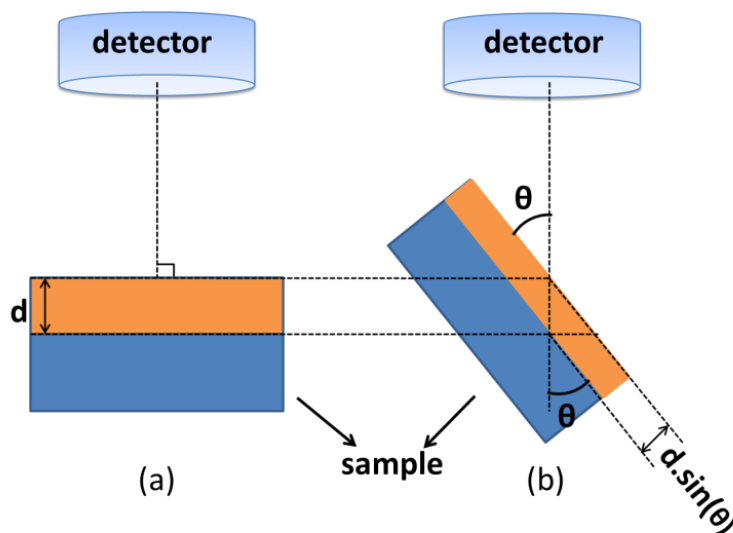 detector
detector
θ
d
θ
sample
d.sin(θ)
(a)
(b)